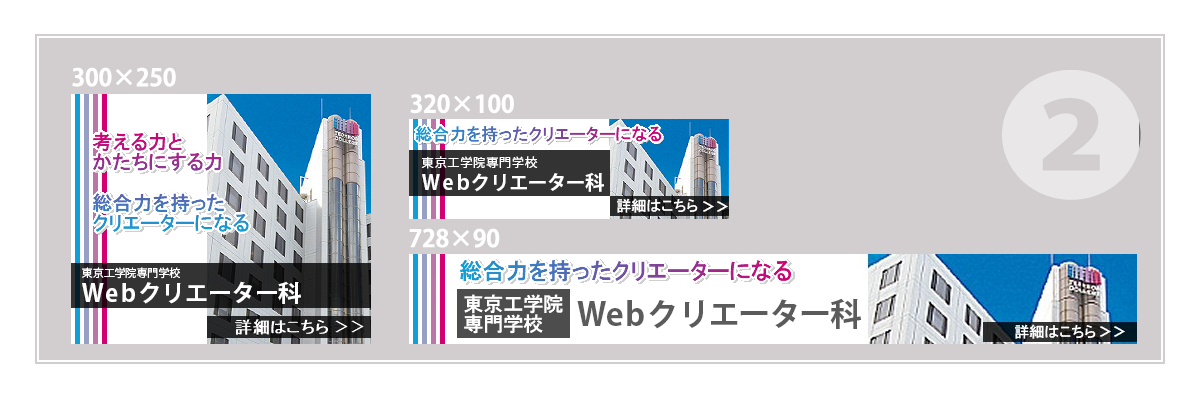 300×250
考える力と
かたちにする力
総合力を持った
クリエーターになる
東京工学院専門学校
Webクリエーター科
詳細はこちら >>
320×100
総合力を持ったクリエーターになる
東京工学院専門学校
Webクリエーター科
詳細はこちら >>
728×90
総合力を持ったクリエーターになる
東京工学院
専門学校
Webクリエーター科
詳細はこちら >>
2